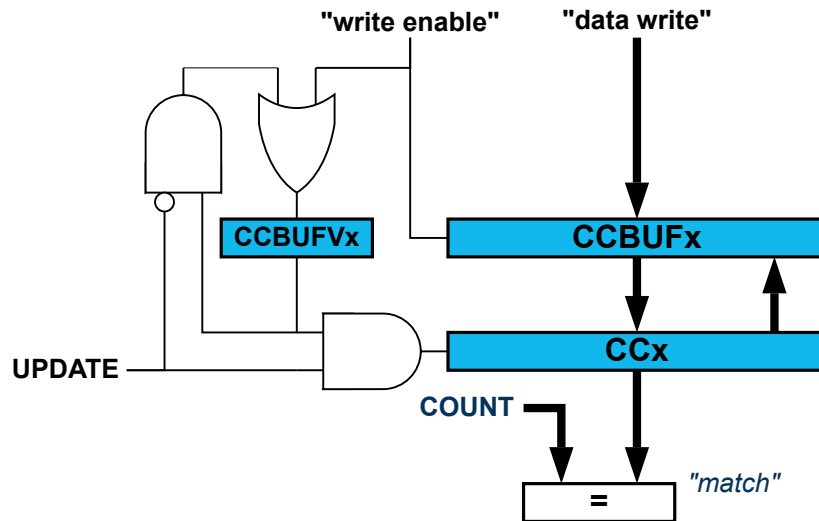 "write enable"
"data write"
CCBUFVx
CCBUFx
UPDATE
CCx
COUNT
=
"match"